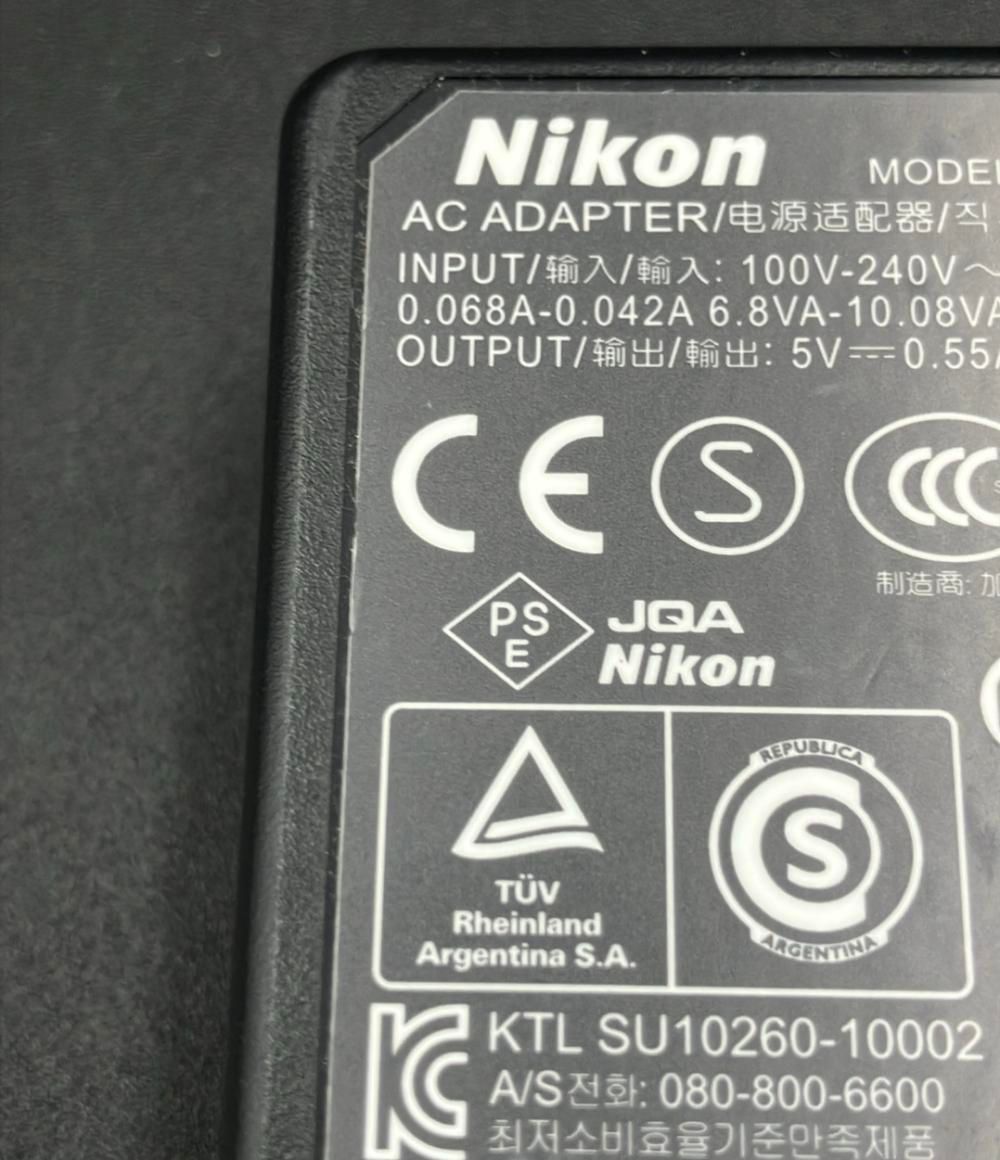 Nikon
MODEL
AC ADAPTER/电源适配器/직
INPUT/输入/輸入: 100V-240V~
0.068A-0.042A 6.8VA-10.08VA
OUTPUT/输出/輸出: 5V⎓0.55A
CE S CCC
制造商:
PSE JQA
Nikon
TÜV
Rheinland
Argentina S.A.
REPUBLICA
S
ARGENTINA
KTL SU10260-10002
A/S전화: 080-800-6600
최저소비효율기준만족제품